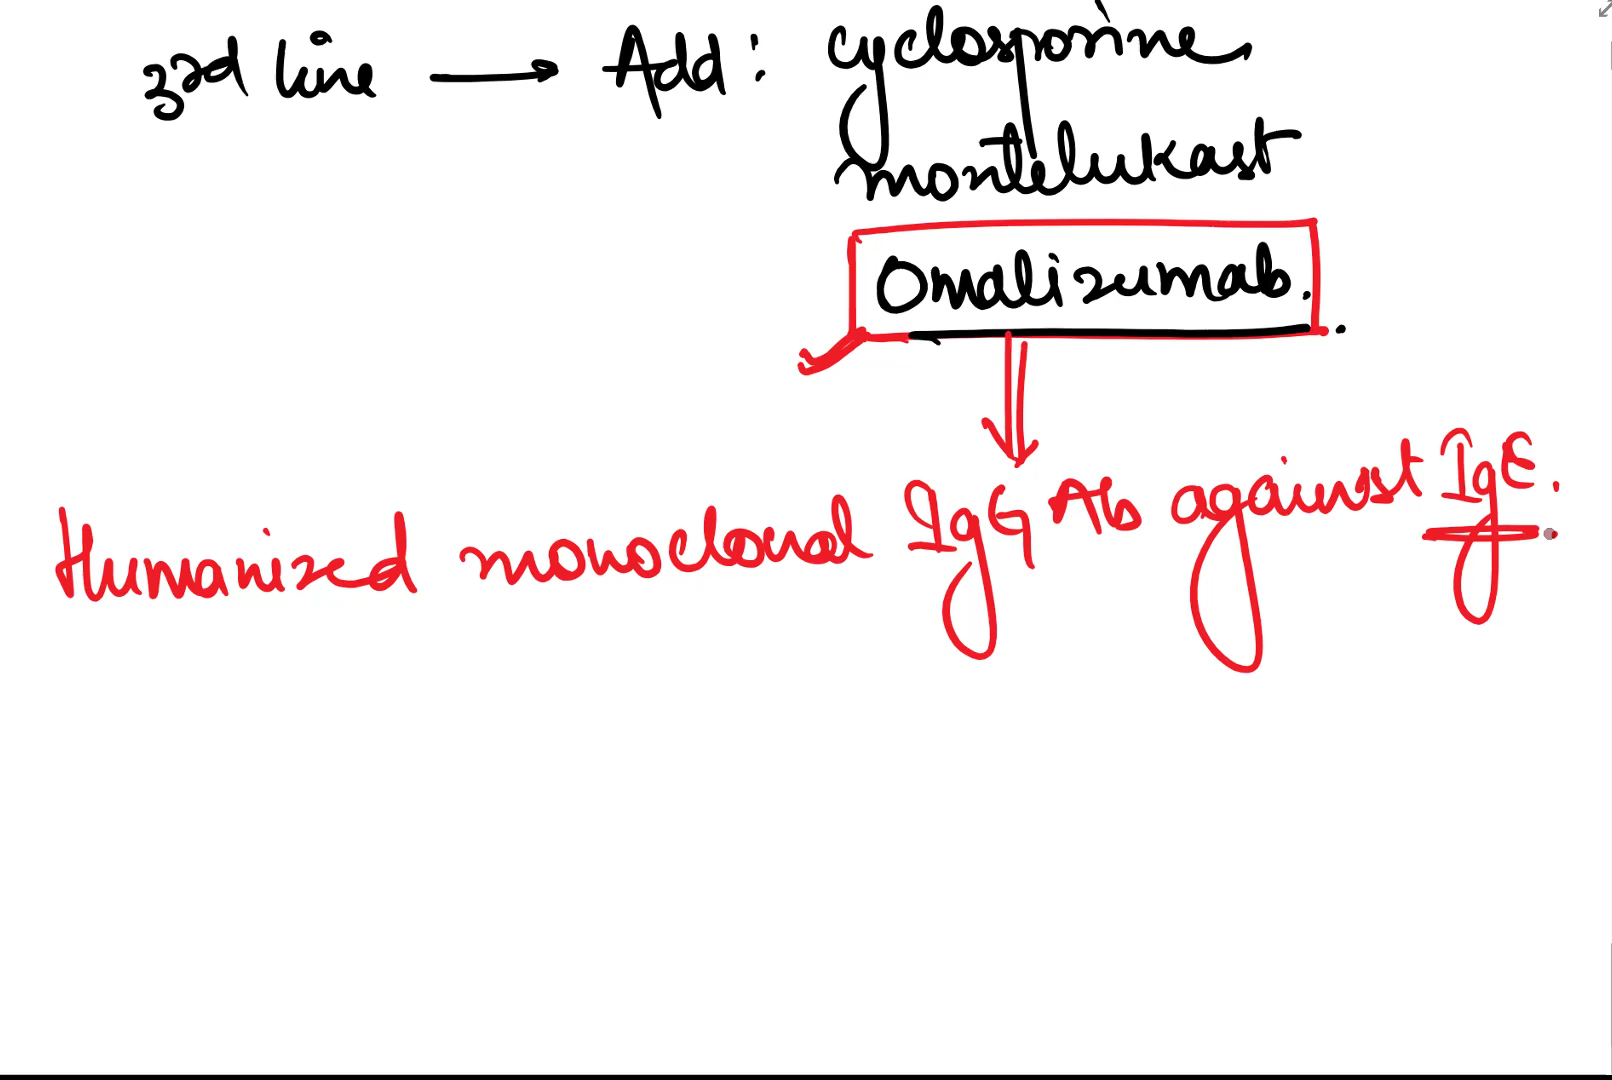 3rd line → Add: cyclosporine
montelukast
Omalizumab.
Humanized monoclonal IgG Ab against IgE.